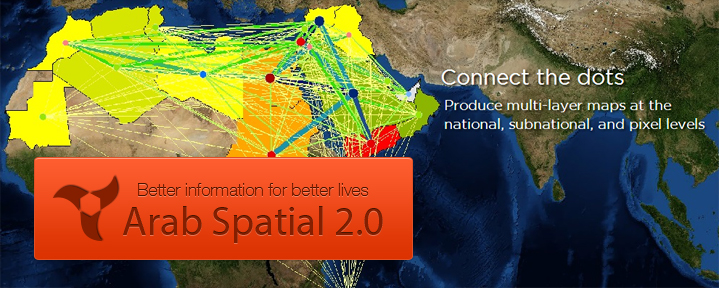 Connect the dots
Produce multi-layer maps at the
national, subnational, and pixel levels
Better information for better lives
Arab Spatial 2.0